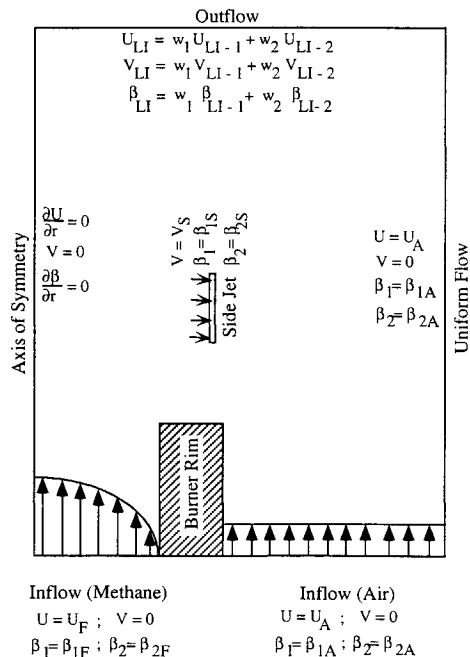 Outflow
U_LI = w_1 U_LI-1 + w_2 U_LI-2
V_LI = w_1 V_LI-1 + w_2 V_LI-2
β_LI = w_1 β_LI-1 + w_2 β_LI-2
Axis of Symmetry
∂U/∂r = 0
V = 0
∂β/∂r = 0
V = V_S
β_1 = β_1S
β_2 = β_2S
Side Jet
U = U_A
V = 0
β_1 = β_1A
β_2 = β_2A
Uniform Flow
Burner Rim
Inflow (Methane)
U = U_F ; V = 0
β_1 = β_1F ; β_2 = β_2F
Inflow (Air)
U = U_A ; V = 0
β_1 = β_1A ; β_2 = β_2A